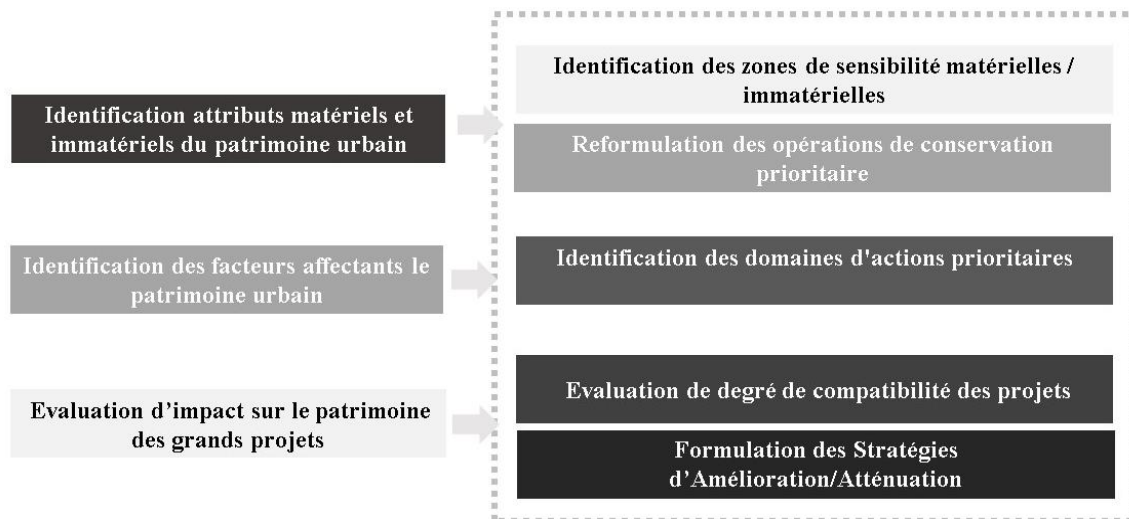 Identification attributs matériels et
immatériels du patrimoine urbain
Identification des zones de sensibilité matérielles /
immatérielles
Reformulation des opérations de conservation
prioritaire
Identification des facteurs affectants le
patrimoine urbain
Identification des domaines d'actions prioritaires
Evaluation d’impact sur le patrimoine
des grands projets
Evaluation de degré de compatibilité des projets
Formulation des Stratégies
d’Amélioration/Atténuation